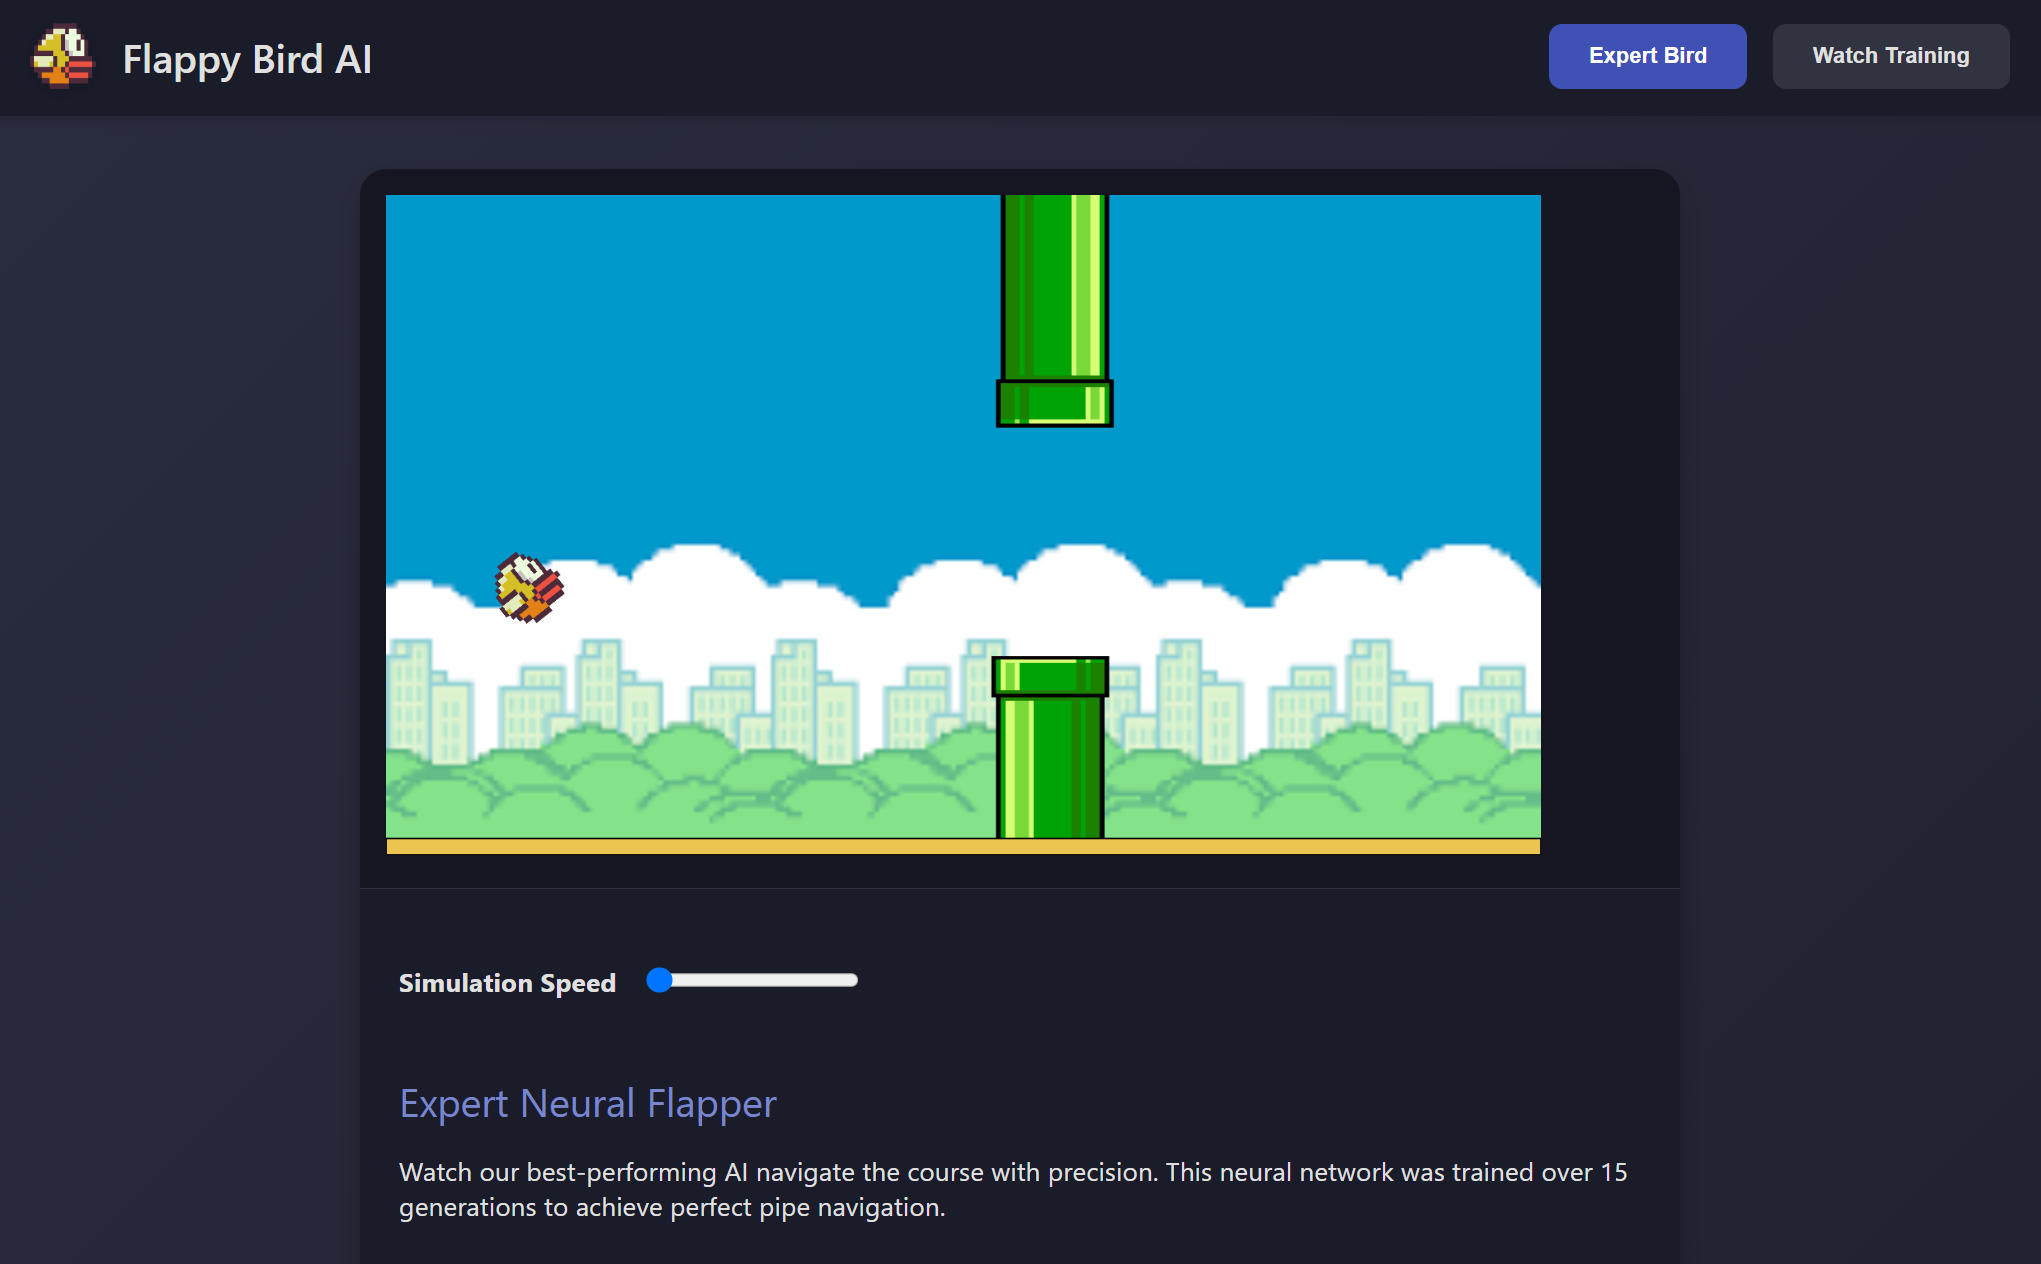 Flappy Bird AI
Expert Bird
Watch Training
Simulation Speed
Expert Neural Flapper
Watch our best-performing AI navigate the course with precision. This neural network was trained over 15
generations to achieve perfect pipe navigation.